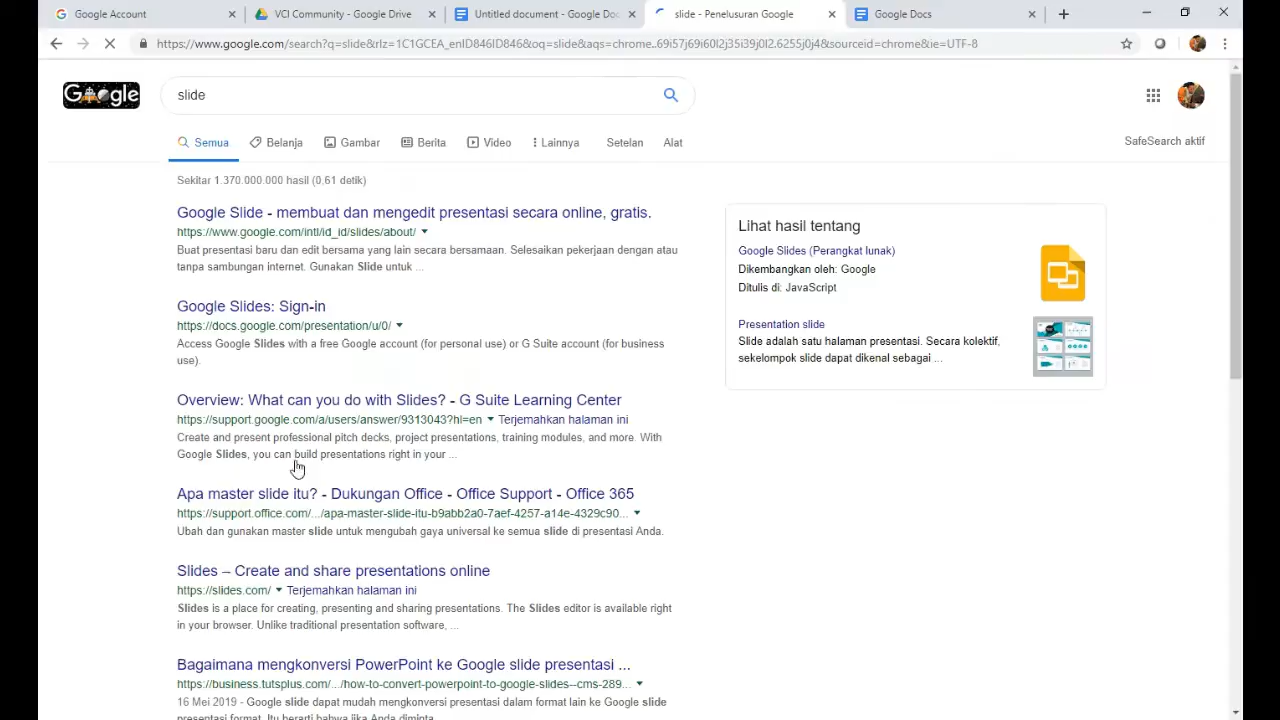 Google Account
VCI Community - Google Drive
Untitled document - Google Doc
slide - Penelusuran Google
Google Docs
https://www.google.com/search?q=slide&rlz=1C1GCEA_enID846ID846&oq=slide&aqs=chrome..69i57j69i60l2j35i39j0l2.6255j0j4&sourceid=chrome&ie=UTF-8
Google
slide
Semua
Belanja
Gambar
Berita
Video
Lainnya
Setelan
Alat
SafeSearch aktif
Sekitar 1.370.000.000 hasil (0,61 detik)
Google Slide - membuat dan mengedit presentasi secara online, gratis.
https://www.google.com/intl/id_id/slides/about/
Buat presentasi baru dan edit bersama yang lain secara bersamaan. Selesaikan pekerjaan dengan atau
tanpa sambungan internet. Gunakan Slide untuk ...
Google Slides: Sign-in
https://docs.google.com/presentation/u/0/
Access Google Slides with a free Google account (for personal use) or G Suite account (for business
use).
Overview: What can you do with Slides? - G Suite Learning Center
https://support.google.com/a/users/answer/9313043?hl=en Terjemahkan halaman ini
Create and present professional pitch decks, project presentations, training modules, and more. With
Google Slides, you can build presentations right in your ...
Apa master slide itu? - Dukungan Office - Office Support - Office 365
https://support.office.com/.../apa-master-slide-itu-b9abb2a0-7aef-4257-a14e-4329c90...
Ubah dan gunakan master slide untuk mengubah gaya universal ke semua slide di presentasi Anda.
Slides – Create and share presentations online
https://slides.com/ Terjemahkan halaman ini
Slides is a place for creating, presenting and sharing presentations. The Slides editor is available right
in your browser. Unlike traditional presentation software, ...
Bagaimana mengkonversi PowerPoint ke Google slide presentasi ...
https://business.tutsplus.com/.../how-to-convert-powerpoint-to-google-slides--cms-289...
16 Mei 2019 - Google slide dapat mudah mengkonversi presentasi dalam format lain ke Google slide
presentasi format. Itu berarti bahwa jika Anda diminta
Lihat hasil tentang
Google Slides (Perangkat lunak)
Dikembangkan oleh: Google
Ditulis di: JavaScript
Presentation slide
Slide adalah satu halaman presentasi. Secara kolektif,
sekelompok slide dapat dikenal sebagai ...